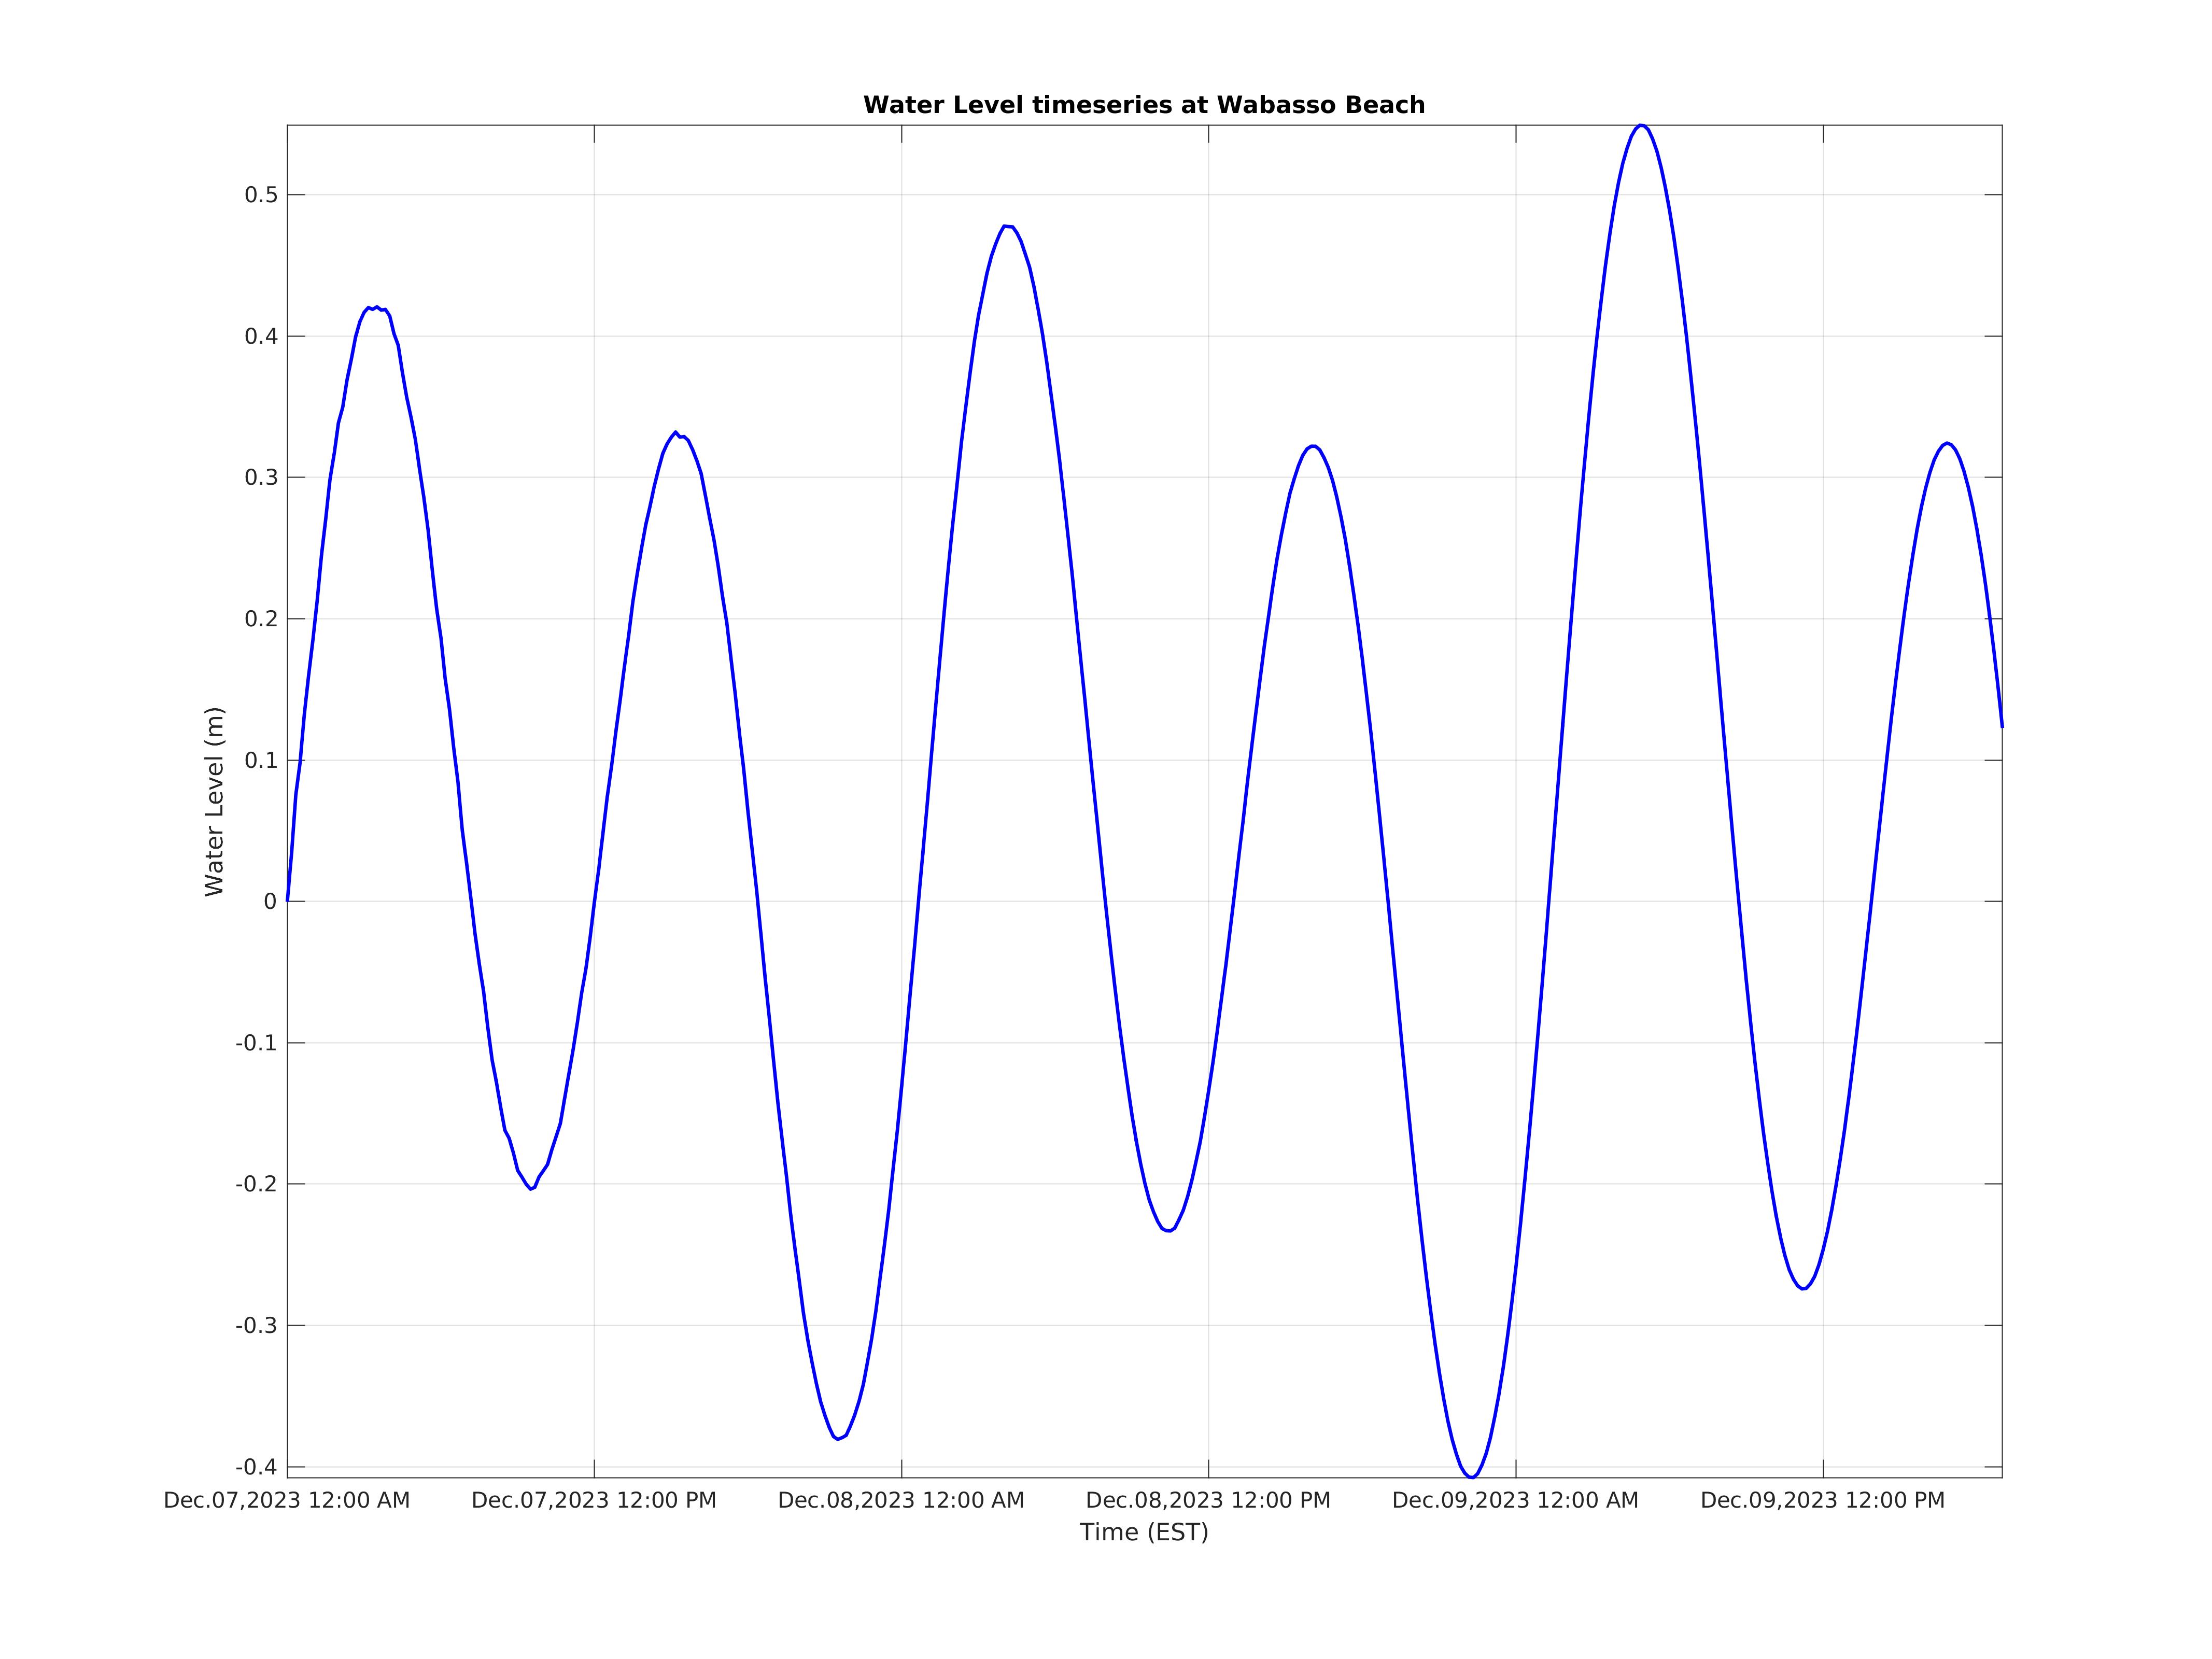 Water Level timeseries at Wabasso Beach
0.5
0.4
0.3
0.2
0.1
0
-0.1
-0.2
-0.3
-0.4
Water Level (m)
Dec.07,2023 12:00 AM Dec.07,2023 12:00 PM Dec.08,2023 12:00 AM Dec.08,2023 12:00 PM Dec.09,2023 12:00 AM Dec.09,2023 12:00 PM
Time (EST)